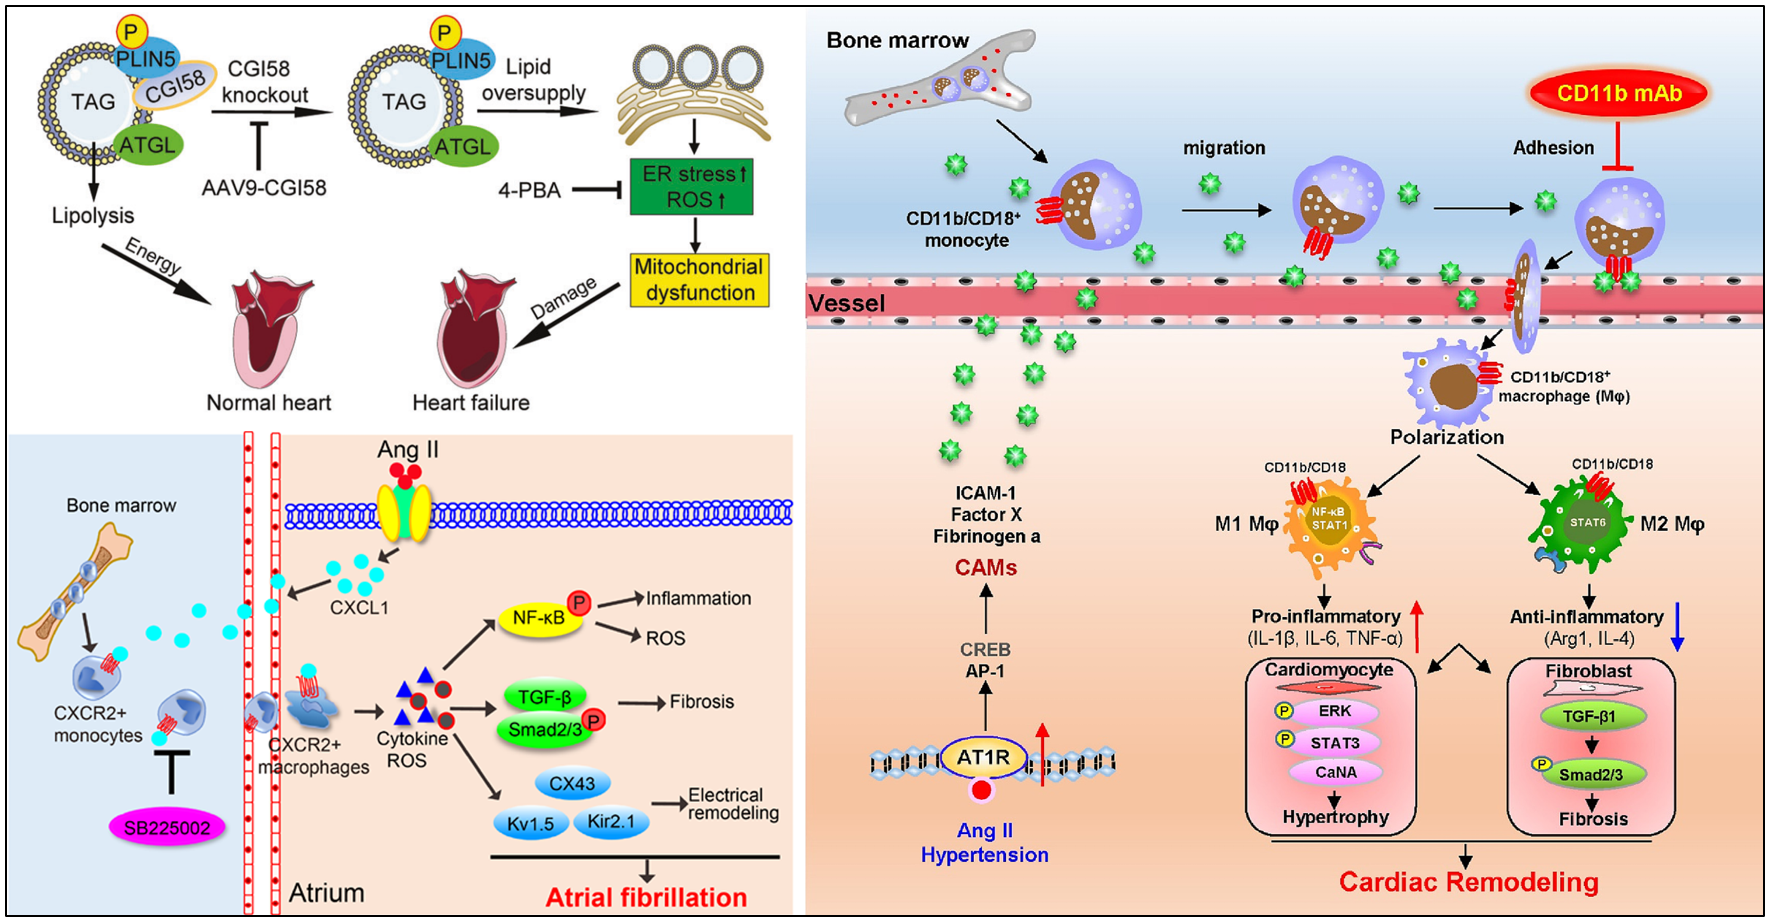 P
PLIN5
CGI58
TAG
ATGL
CGI58
knockout
AAV9-CGI58
P
PLIN5
TAG
ATGL
Lipid
oversupply
ER stress↑
ROS↑
4-PBA
Mitochondrial
dysfunction
Lipolysis
Energy
Damage
Normal heart
Heart failure
Ang II
Bone marrow
CXCL1
CXCR2+
monocytes
SB225002
CXCR2+
macrophages
Cytokine
ROS
NF-κB
P
Inflammation
ROS
TGF-β
Smad2/3
P
Fibrosis
CX43
Kv1.5
Kir2.1
Electrical
remodeling
Atrium
Atrial fibrillation
Bone marrow
CD11b mAb
migration
Adhesion
CD11b/CD18⁺
monocyte
Vessel
CD11b/CD18⁺
macrophage (Mφ)
Polarization
CD11b/CD18
CD11b/CD18
M1 Mφ
NF-κB
STAT1
STAT6
M2 Mφ
ICAM-1
Factor X
Fibrinogen a
CAMs
CREB
AP-1
AT1R
Ang II
Hypertension
Pro-inflammatory
(IL-1β, IL-6, TNF-α)
Anti-inflammatory
(Arg1, IL-4)
Cardiomyocyte
P
ERK
P
STAT3
CaNA
Hypertrophy
Fibroblast
TGF-β1
P
Smad2/3
Fibrosis
Cardiac Remodeling